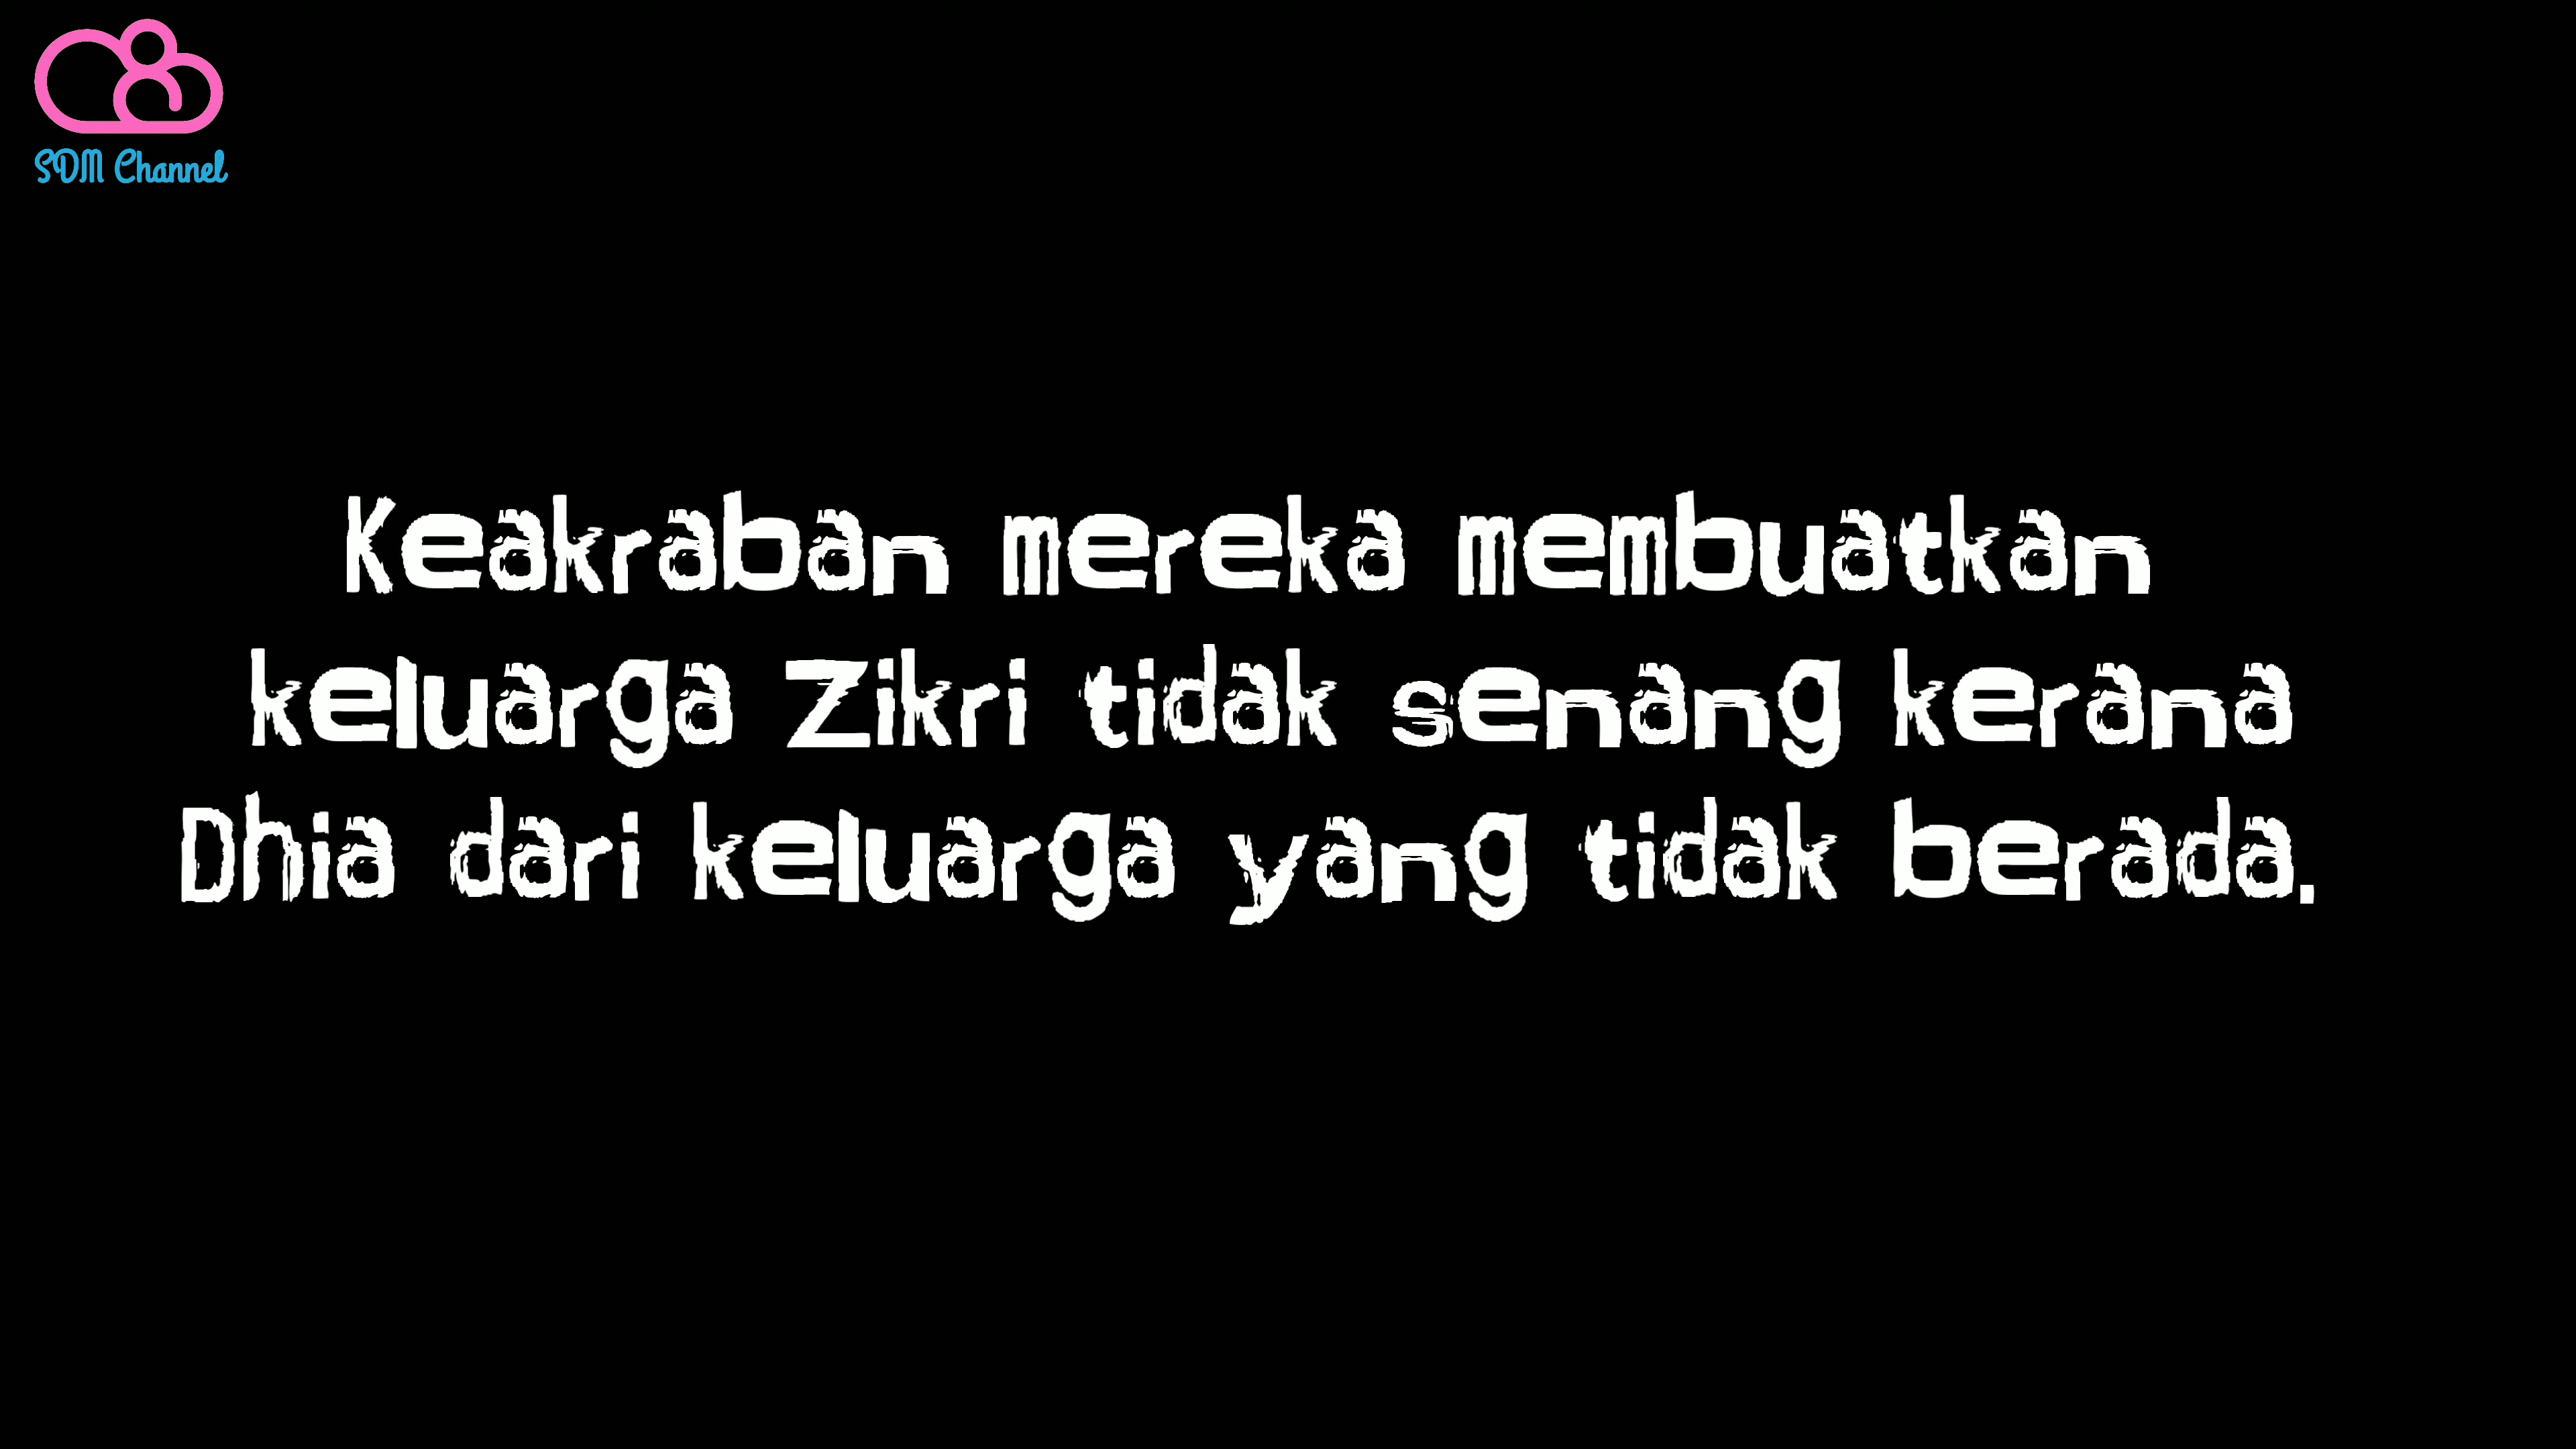 SDM Channel
Keakraban mereka membuatkan
keluarga Zikri tidak senang kerana
Dhia dari keluarga yang tidak berada.